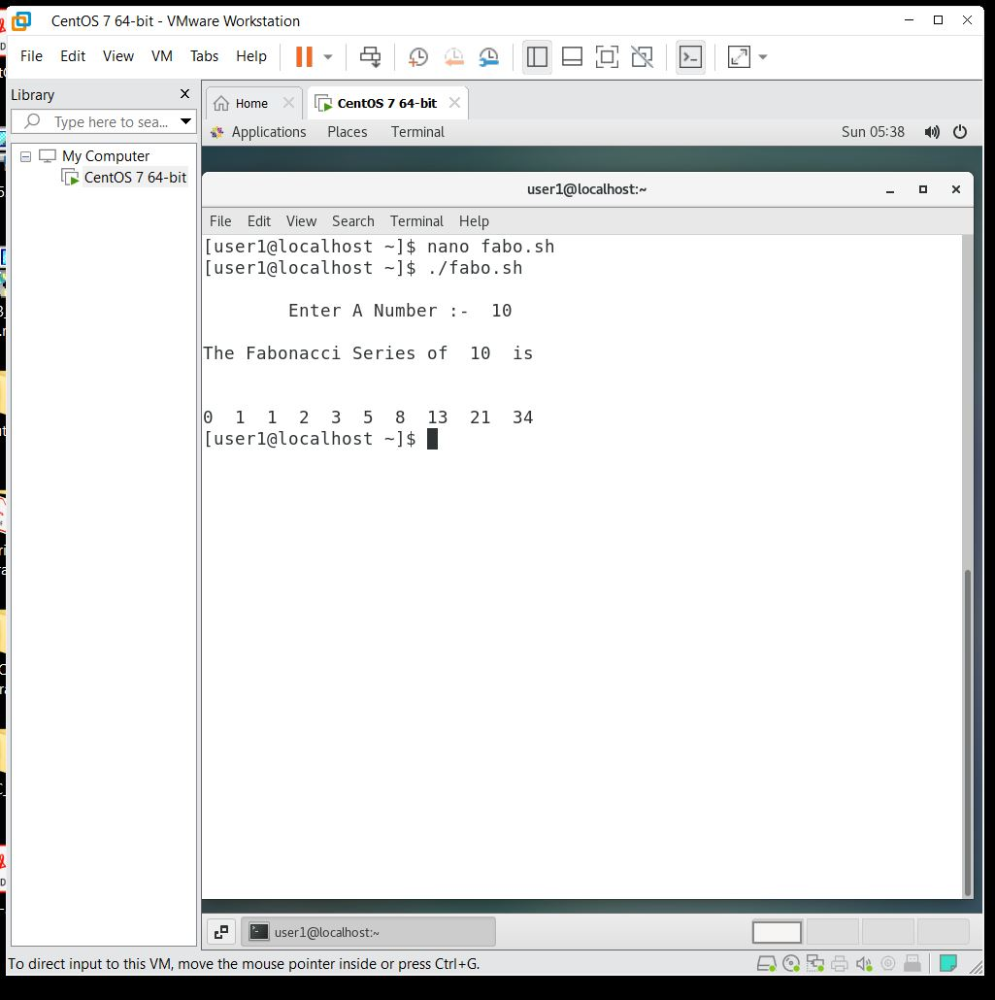 CentOS 7 64-bit - VMware Workstation
File Edit View VM Tabs Help
Library
Home CentOS 7 64-bit
Type here to sea...
Applications Places Terminal Sun 05:38
My Computer
CentOS 7 64-bit
user1@localhost:~
File Edit View Search Terminal Help
[user1@localhost ~]$ nano fabo.sh
[user1@localhost ~]$ ./fabo.sh
Enter A Number :- 10
The Fabonacci Series of 10 is
0 1 1 2 3 5 8 13 21 34
[user1@localhost ~]$
user1@localhost:~
To direct input to this VM, move the mouse pointer inside or press Ctrl+G.